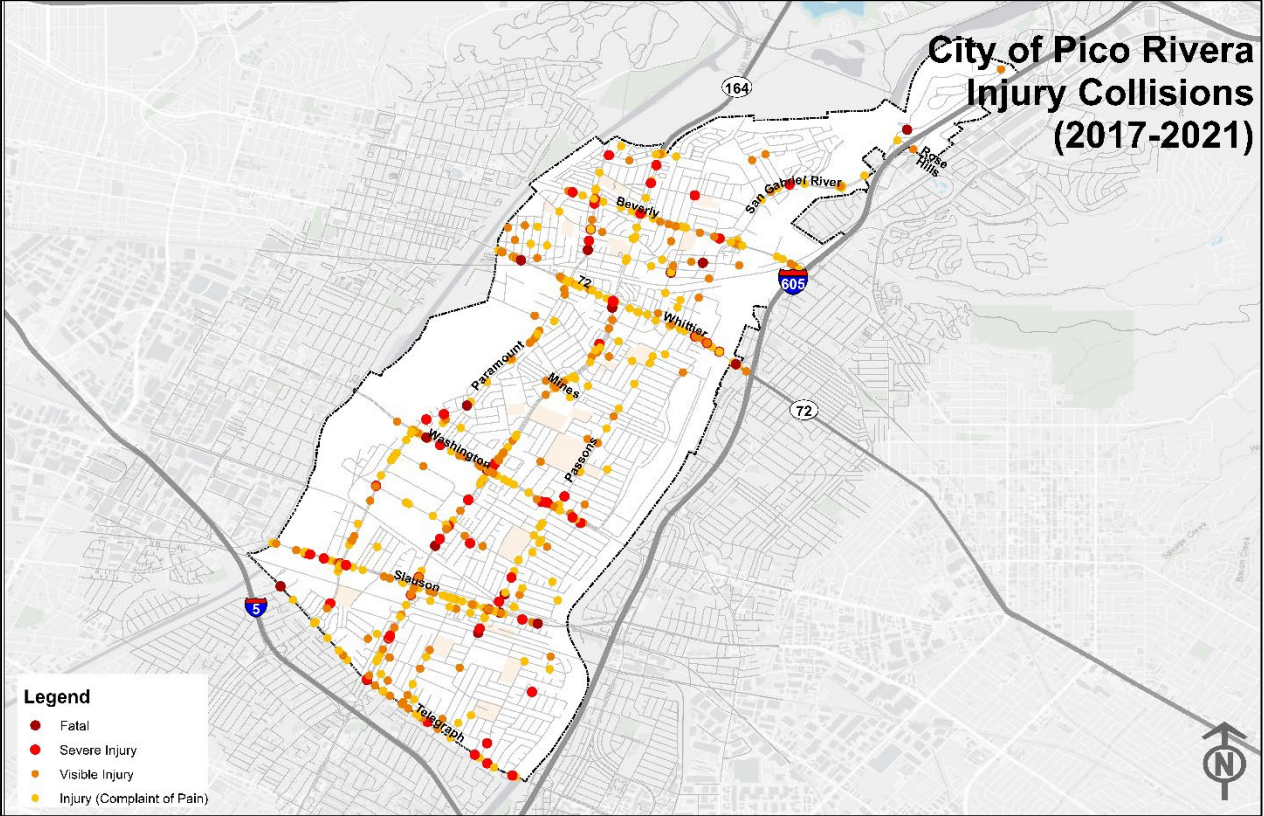 City of Pico Rivera
Injury Collisions
(2017-2021)
164
Rose
Hills
San Gabriel River
Beverly
605
72
Whittier
Paramount
Mines
72
Washington
Passons
Slauson
5
Telegraph
Legend
Fatal
Severe Injury
Visible Injury
Injury (Complaint of Pain)
N